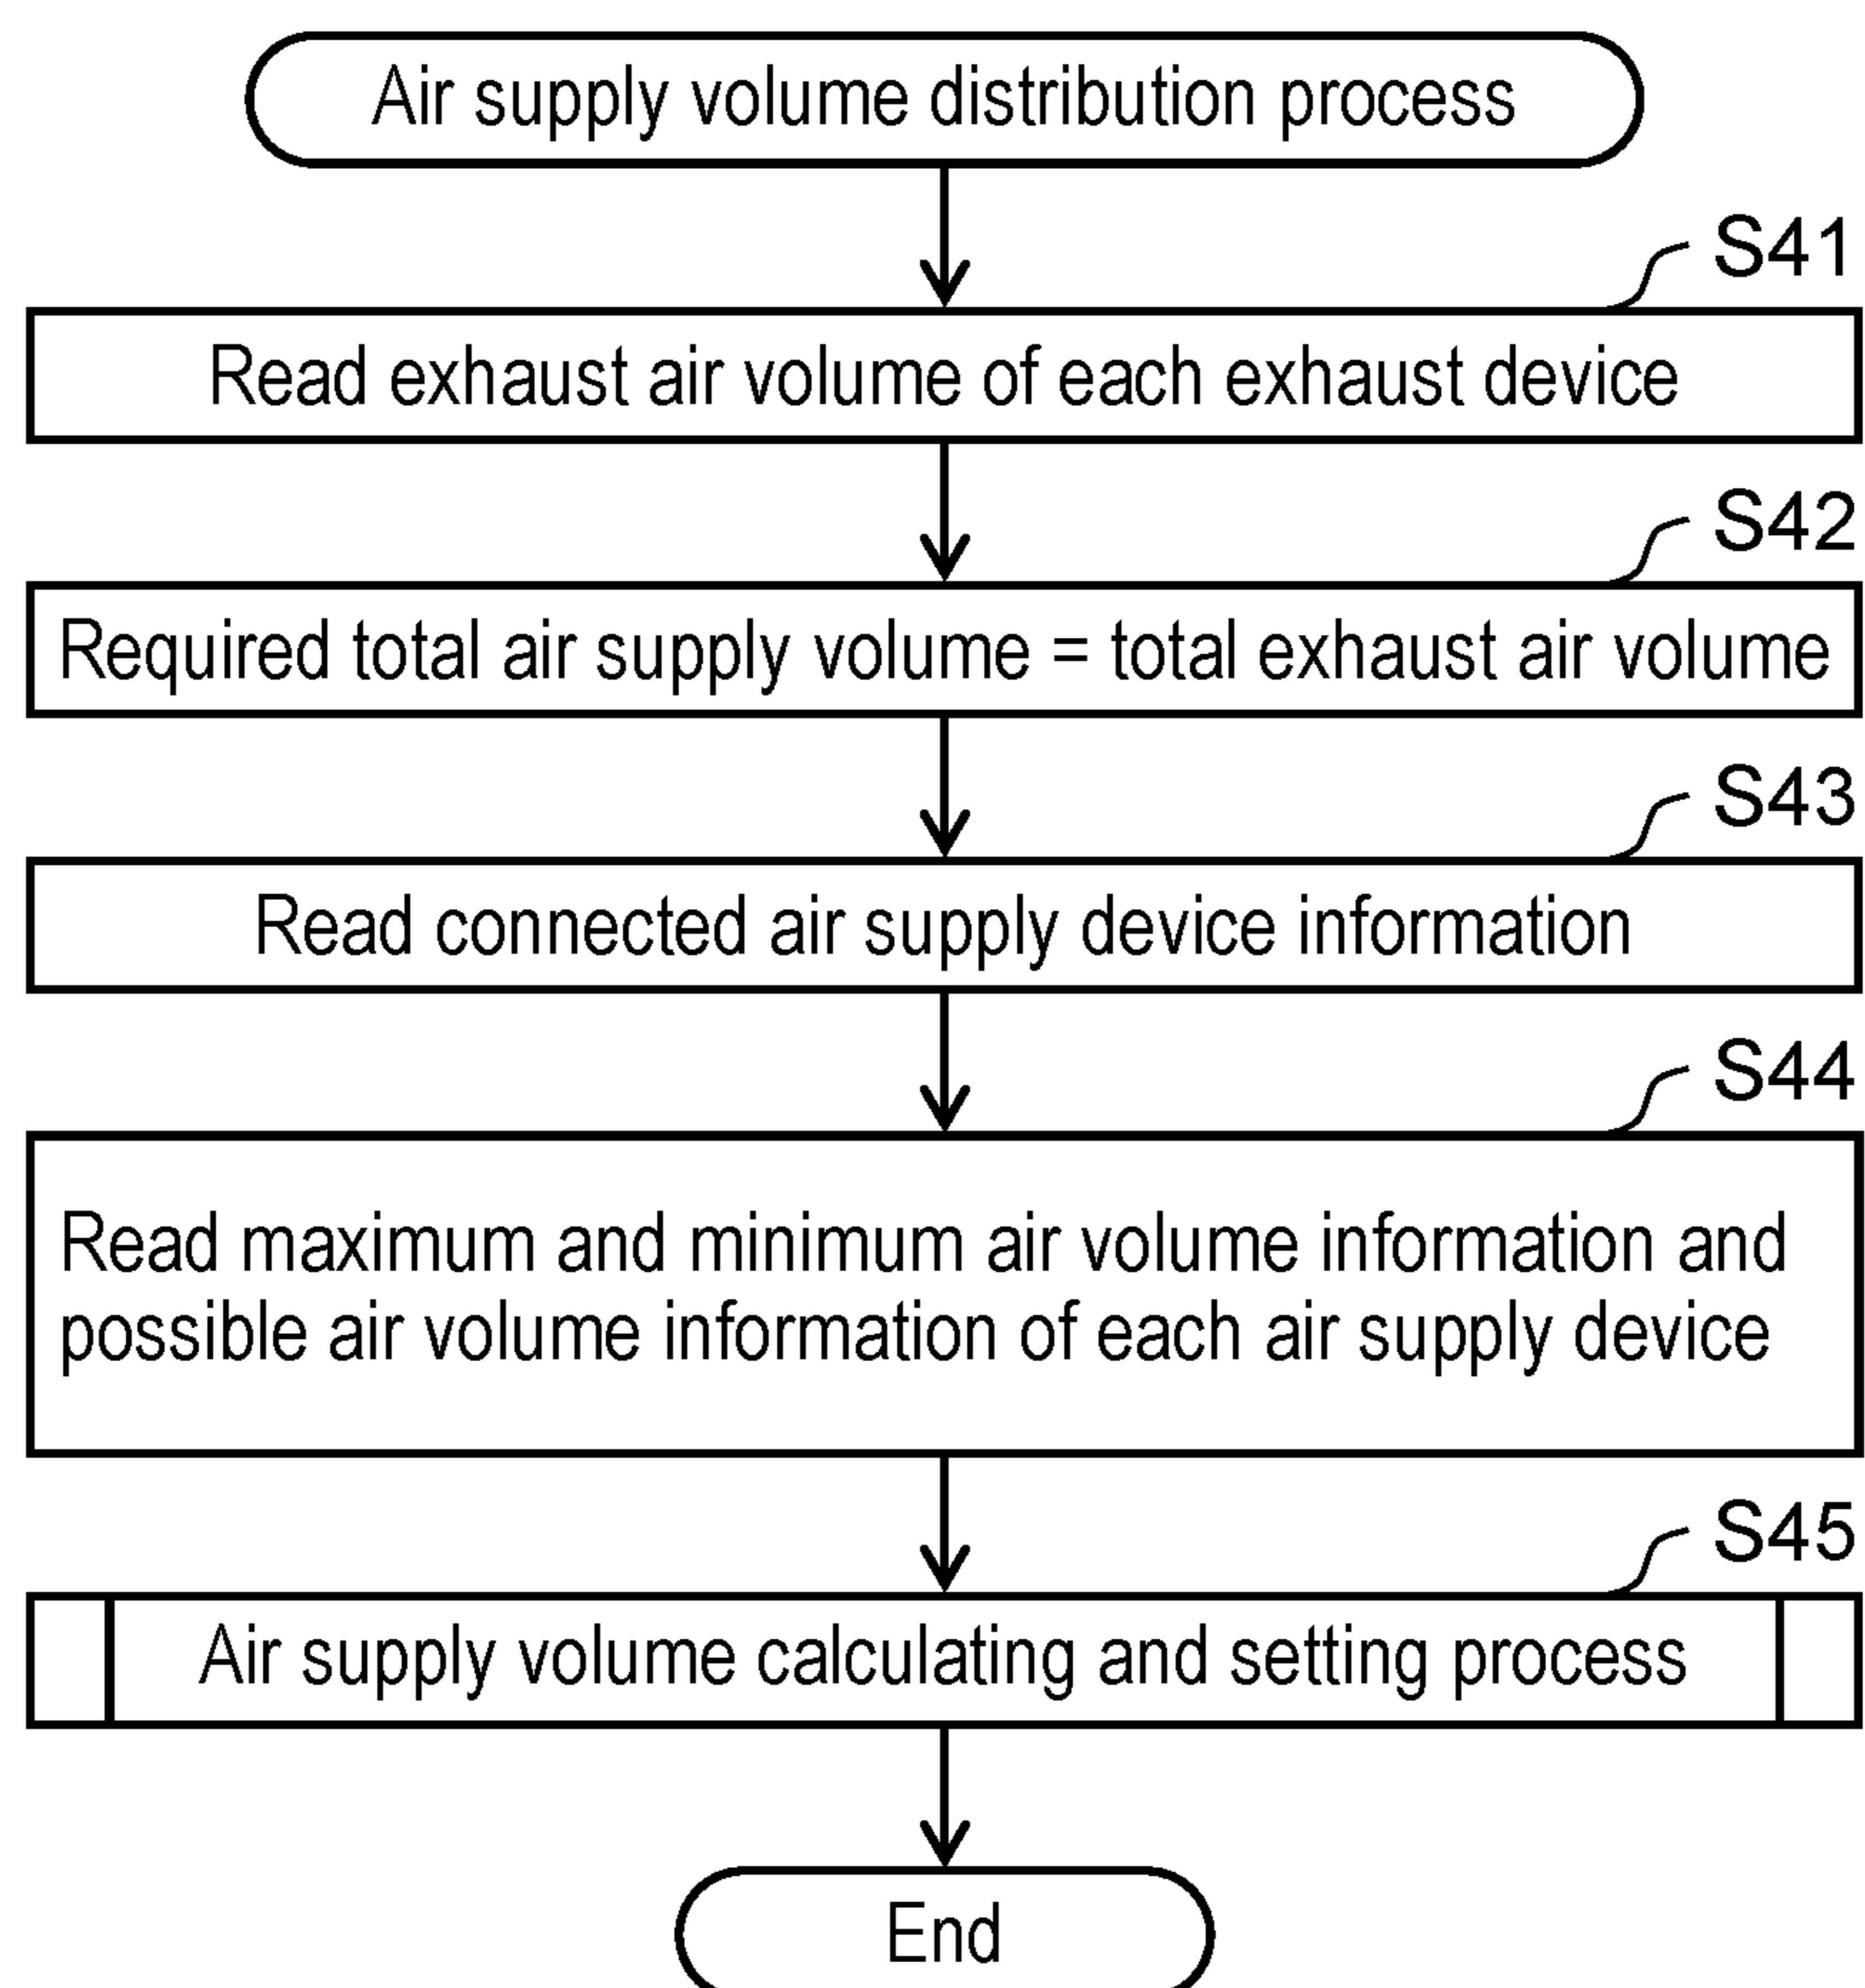 Air supply volume distribution process
S41
Read exhaust air volume of each exhaust device
S42
Required total air supply volume = total exhaust air volume
S43
Read connected air supply device information
S44
Read maximum and minimum air volume information and
possible air volume information of each air supply device
S45
Air supply volume calculating and setting process
End